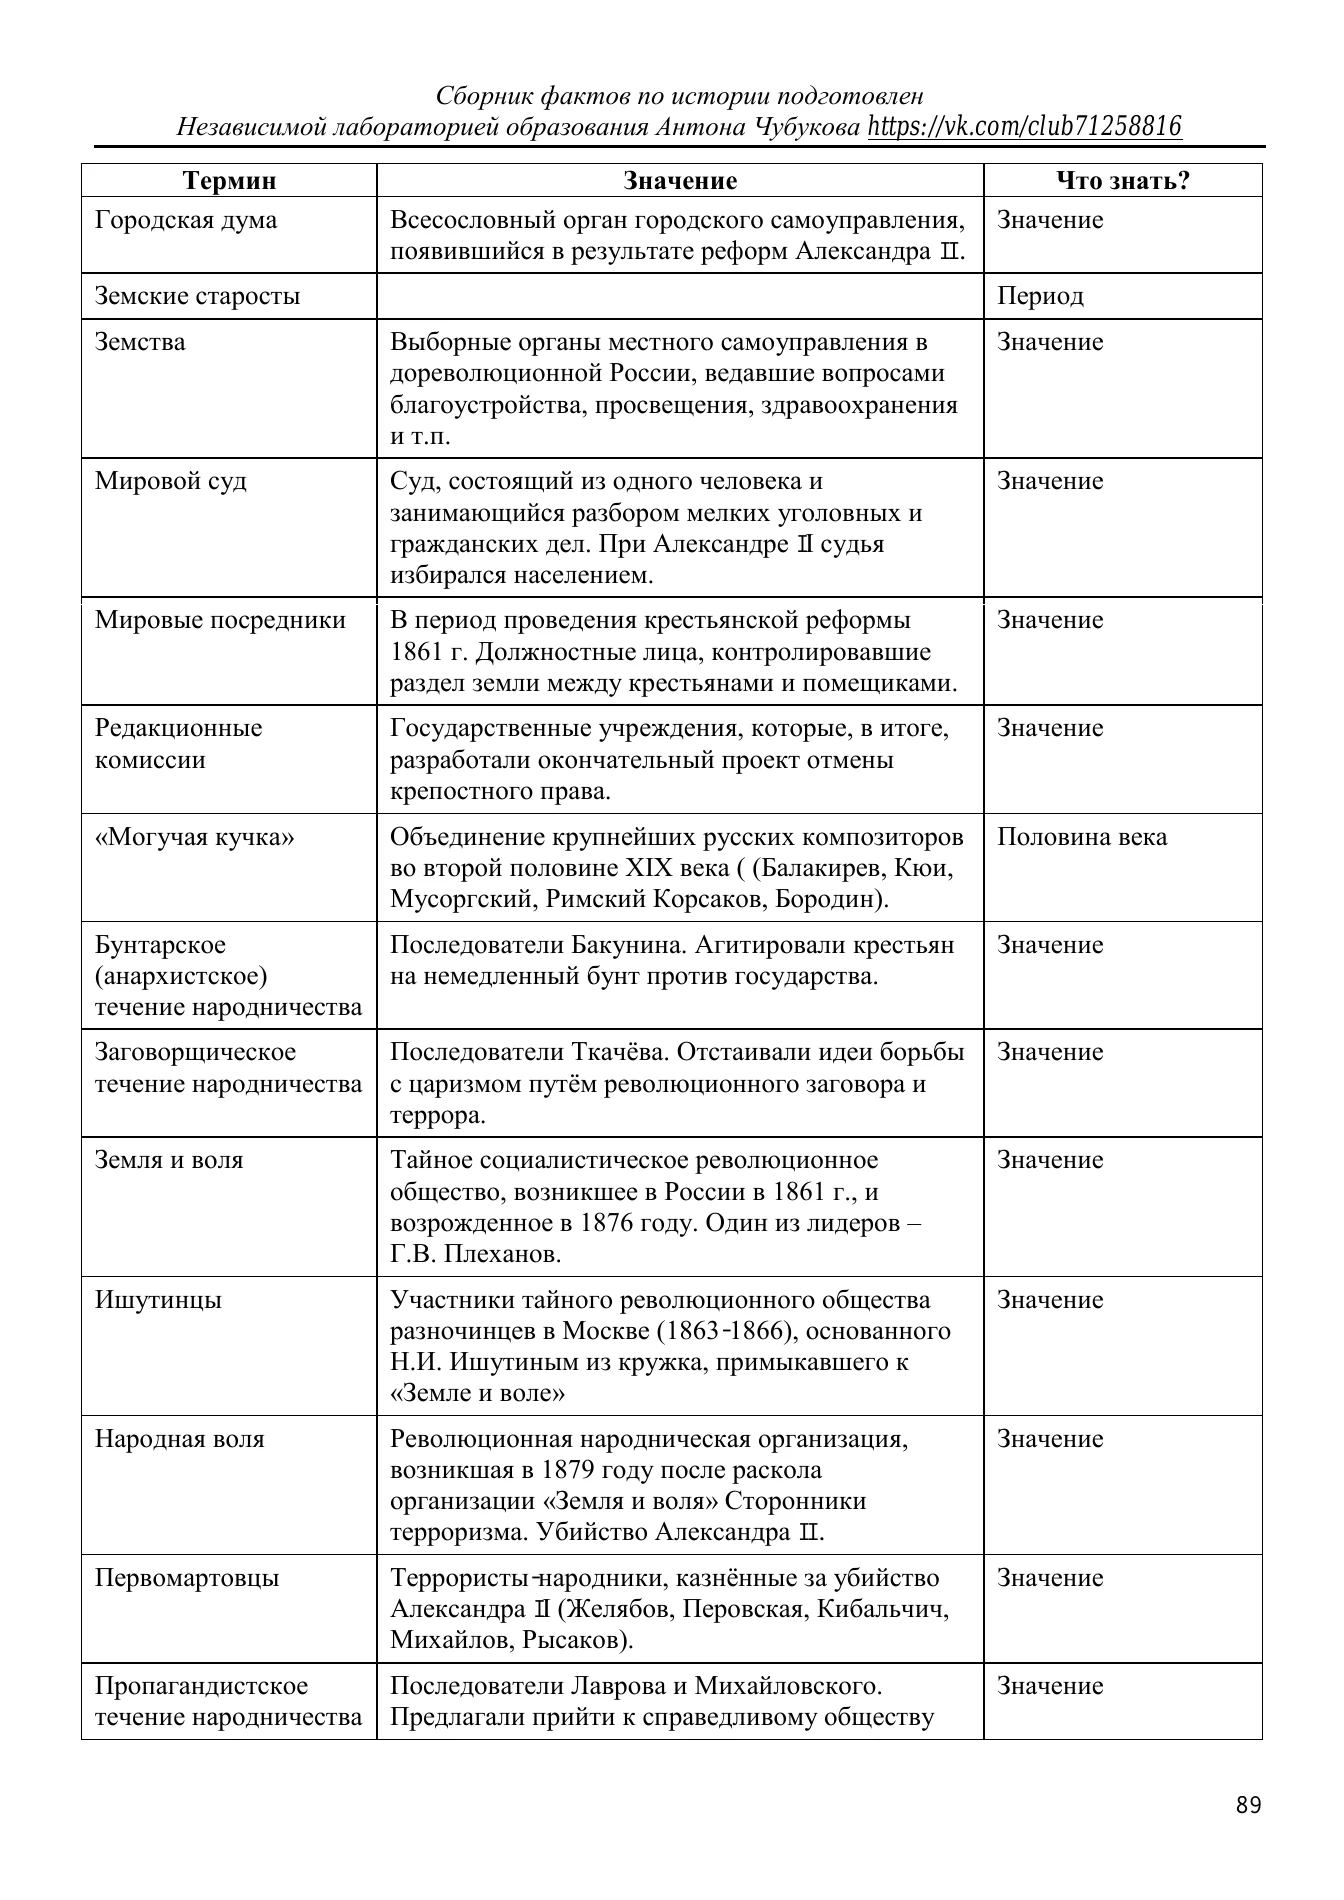 Сборник фактов по истории подготовлен
Независимой лабораторией образования Антона Чубукова https://vk.com/club71258816
Термин Значение Что знать?
Городская дума Всесословный орган городского самоуправления, Значение
появившийся в результате реформ Александра II.
Земские старосты Период
Земства Выборные органы местного самоуправления в Значение
дореволюционной России, ведавшие вопросами
благоустройства, просвещения, здравоохранения
и т.п.
Мировой суд Суд, состоящий из одного человека и Значение
занимающийся разбором мелких уголовных и
гражданских дел. При Александре II судья
избирался населением.
Мировые посредники В период проведения крестьянской реформы Значение
1861 г. Должностные лица, контролировавшие
раздел земли между крестьянами и помещиками.
Редакционные Государственные учреждения, которые, в итоге, Значение
комиссии разработали окончательный проект отмены
крепостного права.
«Могучая кучка» Объединение крупнейших русских композиторов Половина века
во второй половине XIX века ( (Балакирев, Кюи,
Мусоргский, Римский Корсаков, Бородин).
Бунтарское Последователи Бакунина. Агитировали крестьян Значение
(анархистское) на немедленный бунт против государства.
течение народничества
Заговорщическое Последователи Ткачёва. Отстаивали идеи борьбы Значение
течение народничества с царизмом путём революционного заговора и
террора.
Земля и воля Тайное социалистическое революционное Значение
общество, возникшее в России в 1861 г., и
возрожденное в 1876 году. Один из лидеров –
Г.В. Плеханов.
Ишутинцы Участники тайного революционного общества Значение
разночинцев в Москве (1863-1866), основанного
Н.И. Ишутиным из кружка, примыкавшего к
«Земле и воле»
Народная воля Революционная народническая организация, Значение
возникшая в 1879 году после раскола
организации «Земля и воля» Сторонники
терроризма. Убийство Александра II.
Первомартовцы Террористы-народники, казнённые за убийство Значение
Александра II (Желябов, Перовская, Кибальчич,
Михайлов, Рысаков).
Пропагандистское Последователи Лаврова и Михайловского. Значение
течение народничества Предлагали прийти к справедливому обществу
89